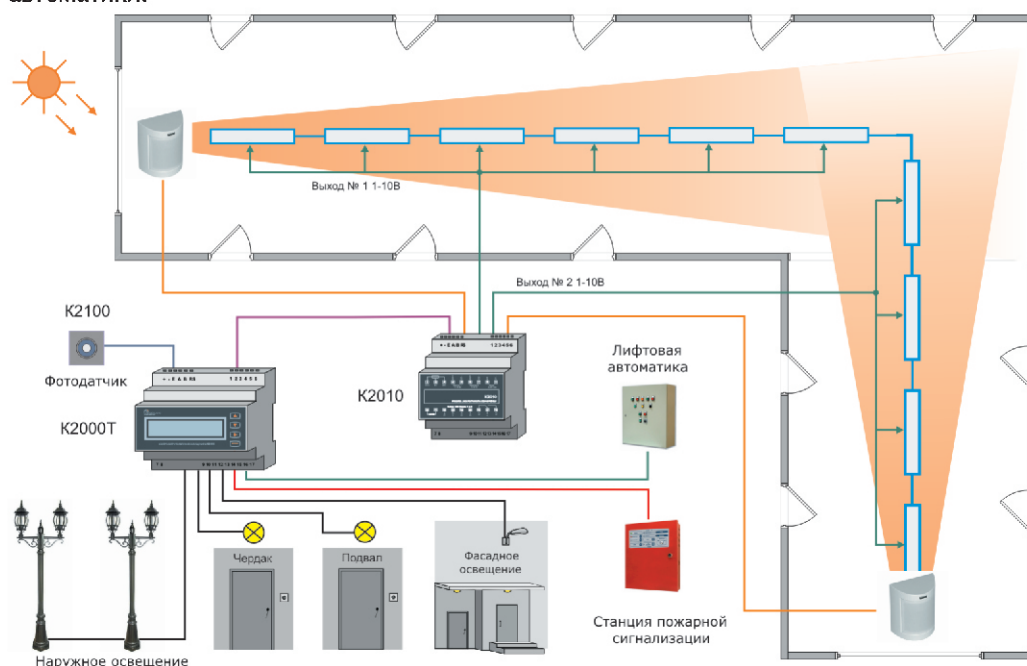 Выход № 1 1-10В
Выход № 2 1-10В
К2100
Фотодатчик
К2000Т
К2010
Лифтовая
автоматика
Чердак
Подвал
Фасадное
освещение
Станция пожарной
сигнализации
Наружное освещение